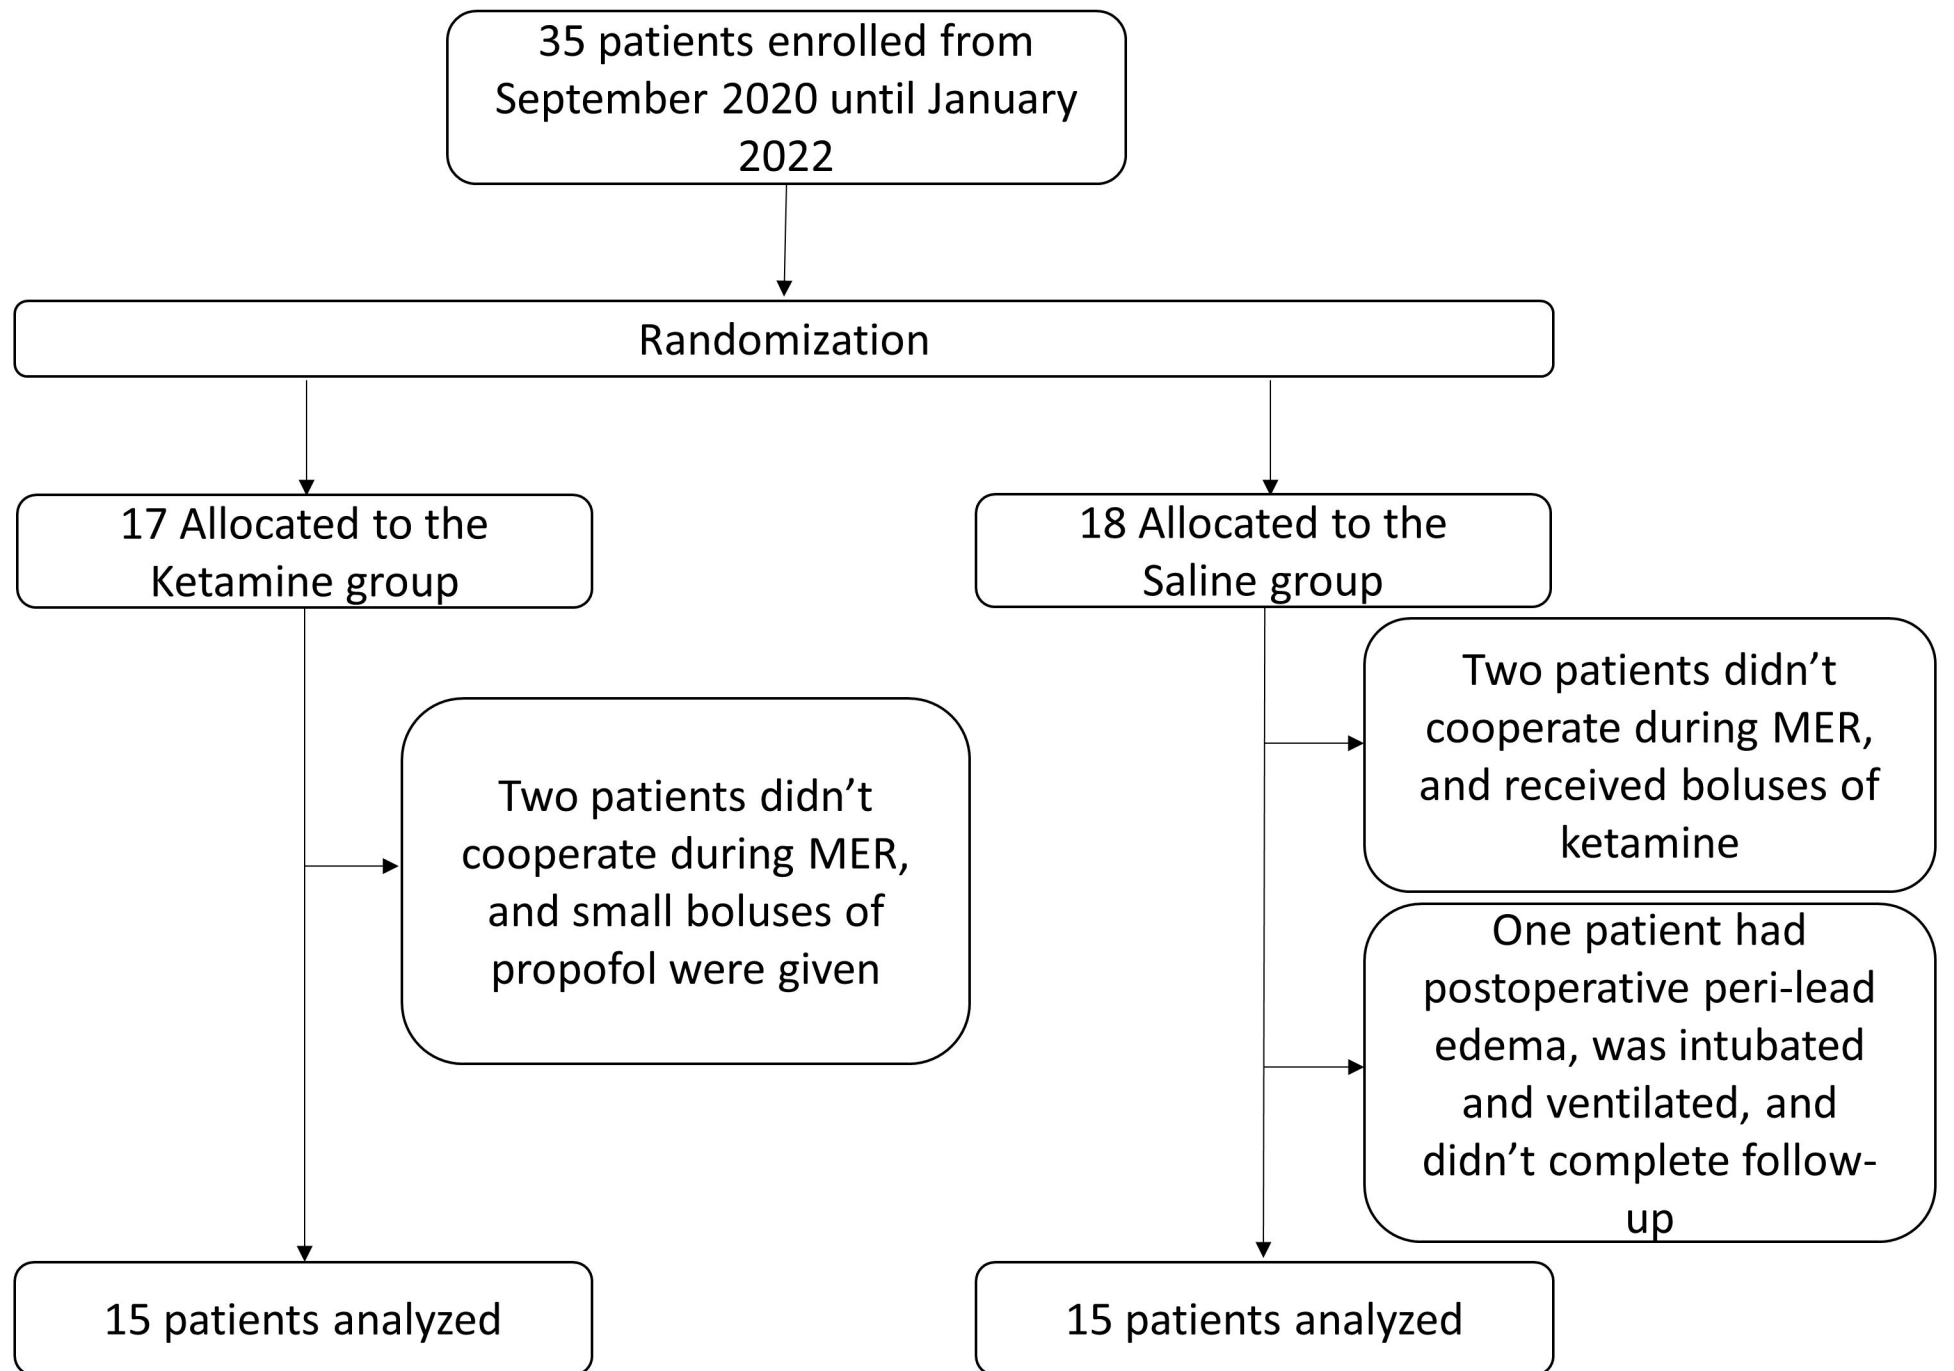 35 patients enrolled from
September 2020 until January
2022
Randomization
17 Allocated to the
Ketamine group
18 Allocated to the
Saline group
Two patients didn’t
cooperate during MER,
and small boluses of
propofol were given
Two patients didn’t
cooperate during MER,
and received boluses of
ketamine
One patient had
postoperative peri-lead
edema, was intubated
and ventilated, and
didn’t complete follow-
up
15 patients analyzed
15 patients analyzed